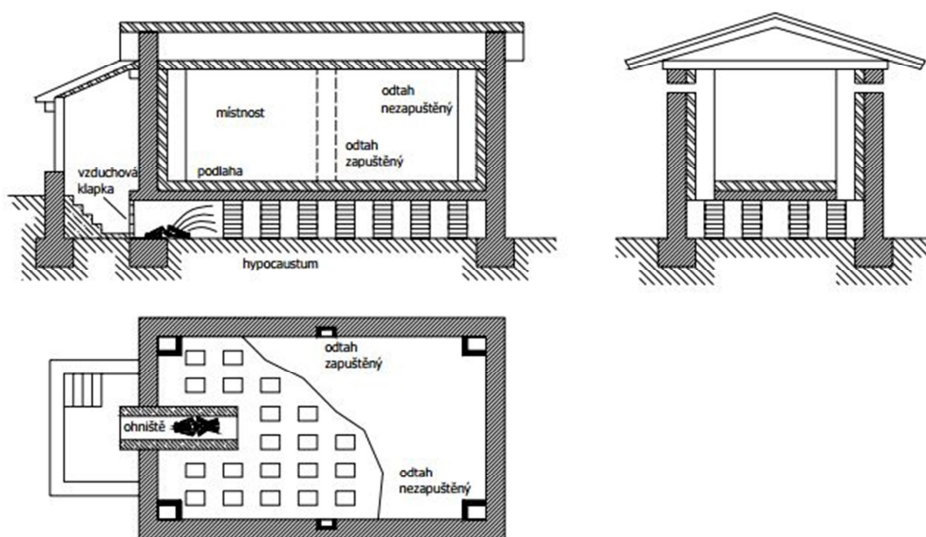 místnost
odtah
nezapuštěný
odtah
zapuštěný
vzduchová
klapka
podlaha
hypocaustum
odtah
zapuštěný
ohniště
odtah
nezapuštěný